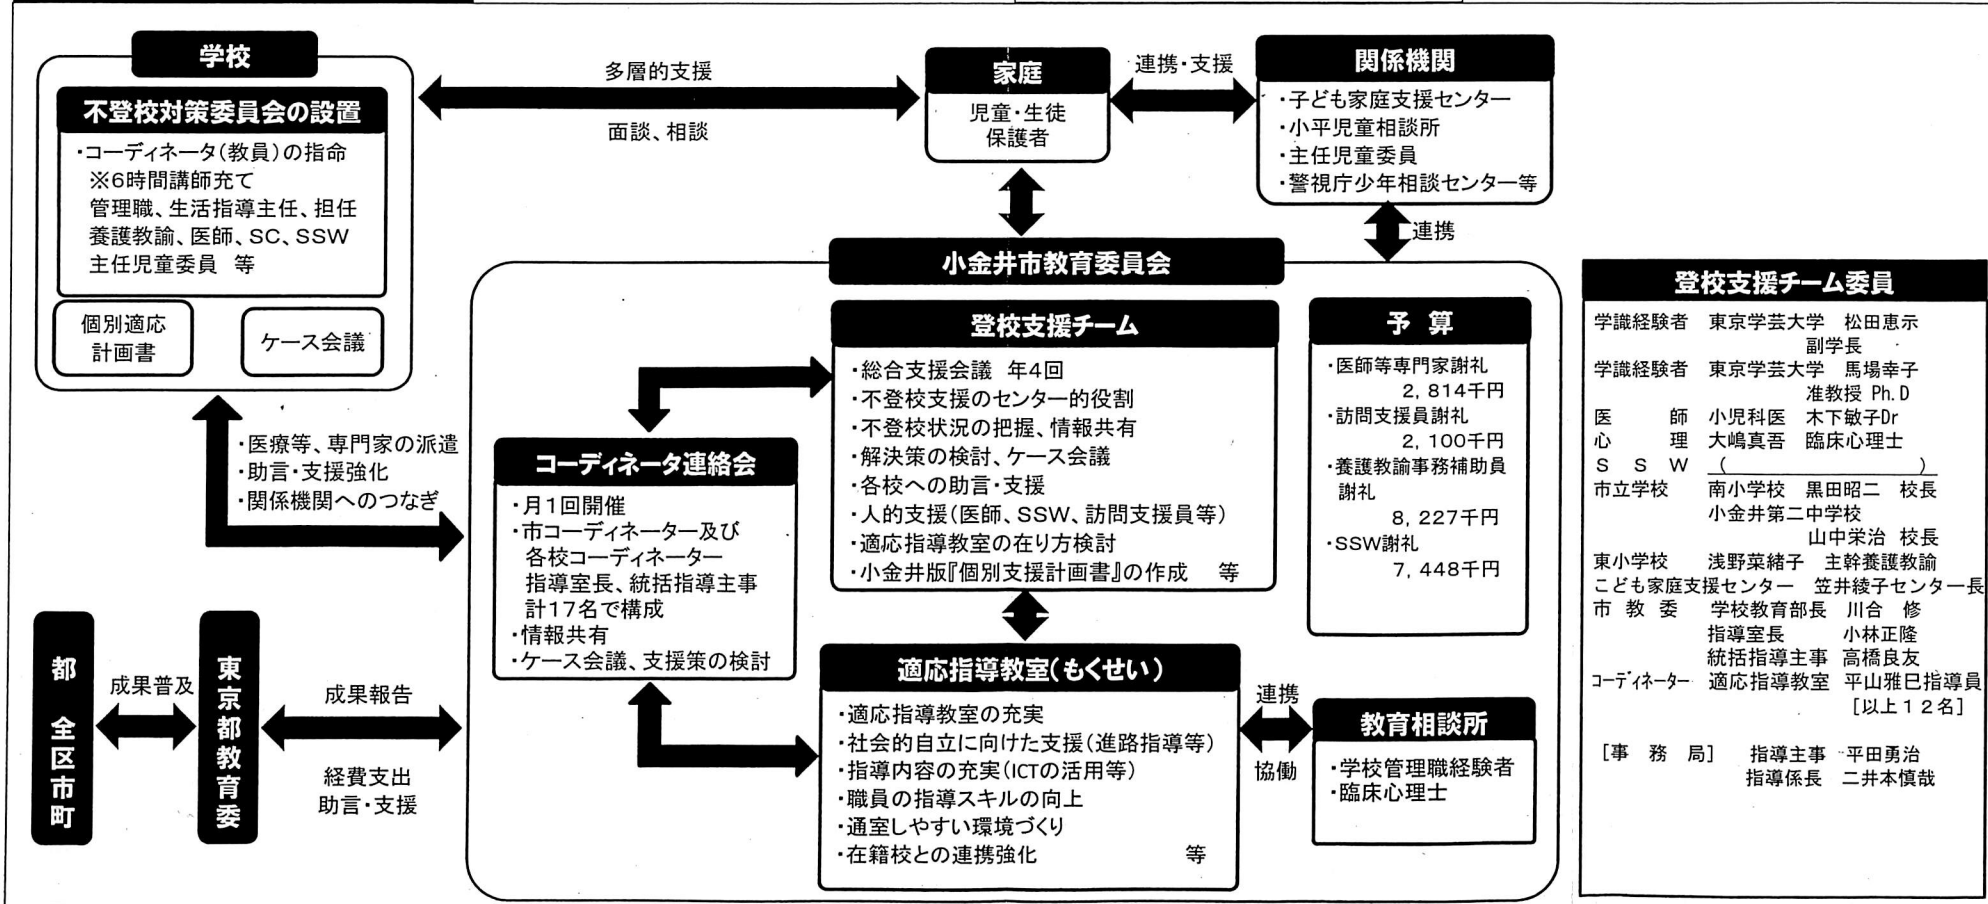 学校
不登校対策委員会の設置
・コーディネータ(教員)の指命
※6時間講師充て
管理職、生活指導主任、担任
養護教諭、医師、SC、SSW
主任児童委員 等
個別適応
計画書
ケース会議
多層的支援
面談、相談
家庭
児童・生徒
保護者
連携・支援
関係機関
・子ども家庭支援センター
・小平児童相談所
・主任児童委員
・警視庁少年相談センター等
連携
・医療等、専門家の派遣
・助言・支援強化
・関係機関へのつなぎ
小金井市教育委員会
登校支援チーム
・総合支援会議 年4回
・不登校支援のセンター的役割
・不登校状況の把握、情報共有
・解決策の検討、ケース会議
・各校への助言・支援
・人的支援(医師、SSW、訪問支援員等)
・適応指導教室の在り方検討
・小金井版『個別支援計画書』の作成 等
予 算
・医師等専門家謝礼
2,814千円
・訪問支援員謝礼
2,100千円
・養護教諭事務補助員
謝礼
8,227千円
・SSW謝礼
7,448千円
コーディネータ連絡会
・月1回開催
・市コーディネーター及び
各校コーディネーター
指導室長、統括指導主事
計17名で構成
・情報共有
・ケース会議、支援策の検討
適応指導教室(もくせい)
・適応指導教室の充実
・社会的自立に向けた支援(進路指導等)
・指導内容の充実(ICTの活用等)
・職員の指導スキルの向上
・通室しやすい環境づくり
・在籍校との連携強化 等
連携
協働
教育相談所
・学校管理職経験者
・臨床心理士
都 全区市町
成果普及
東京都教育委
成果報告
経費支出
助言・支援
登校支援チーム委員
学識経験者 東京学芸大学 松田恵示
副学長
学識経験者 東京学芸大学 馬場幸子
准教授 Ph.D
医 師 小児科医 木下敏子Dr
心 理 大嶋真吾 臨床心理士
S S W ( )
市立学校 南小学校 黒田昭二 校長
小金井第二中学校
山中栄治 校長
東小学校 浅野菜緒子 主幹養護教諭
こども家庭支援センター 笠井綾子センター長
市 教 委 学校教育部長 川合 修
指導室長 小林正隆
統括指導主事 高橋良友
コーディネーター 適応指導教室 平山雅巳指導員
[以上12名]
[事 務 局] 指導主事 平田勇治
指導係長 二井本慎哉